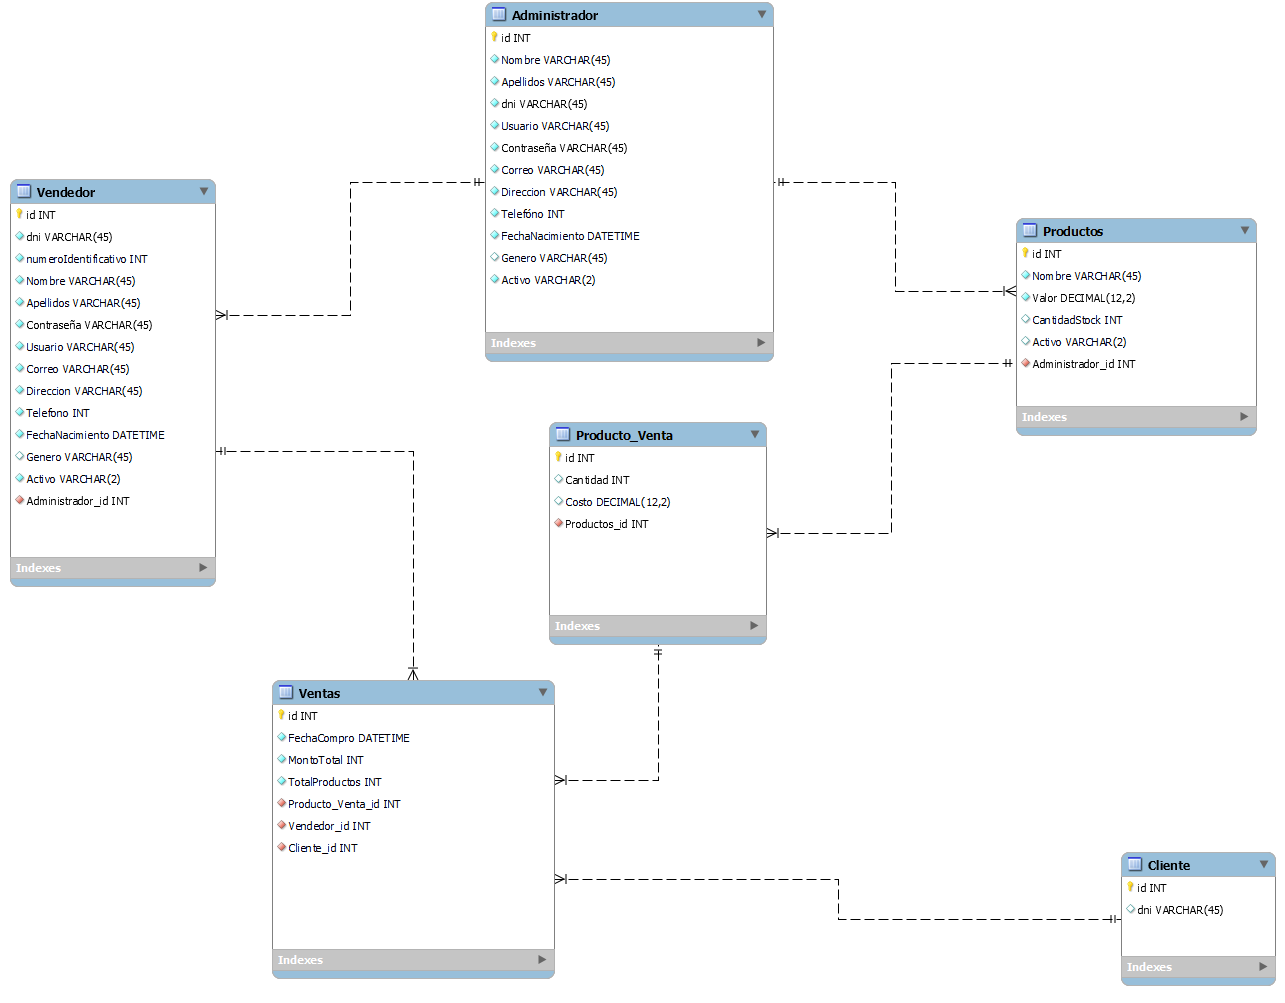 Administrador
id INT
Nombre VARCHAR(45)
Apellidos VARCHAR(45)
dni VARCHAR(45)
Usuario VARCHAR(45)
Contraseña VARCHAR(45)
Correo VARCHAR(45)
Direccion VARCHAR(45)
Telefóno INT
FechaNacimiento DATETIME
Genero VARCHAR(45)
Activo VARCHAR(2)
Indexes
Vendedor
id INT
dni VARCHAR(45)
numeroIdentificativo INT
Nombre VARCHAR(45)
Apellidos VARCHAR(45)
Contraseña VARCHAR(45)
Usuario VARCHAR(45)
Correo VARCHAR(45)
Direccion VARCHAR(45)
Telefono INT
FechaNacimiento DATETIME
Genero VARCHAR(45)
Activo VARCHAR(2)
Administrador_id INT
Indexes
Productos
id INT
Nombre VARCHAR(45)
Valor DECIMAL(12,2)
CantidadStock INT
Activo VARCHAR(2)
Administrador_id INT
Indexes
Producto_Venta
id INT
Cantidad INT
Costo DECIMAL(12,2)
Productos_id INT
Indexes
Ventas
id INT
FechaCompro DATETIME
MontoTotal INT
TotalProductos INT
Producto_Venta_id INT
Vendedor_id INT
Cliente_id INT
Indexes
Cliente
id INT
dni VARCHAR(45)
Indexes